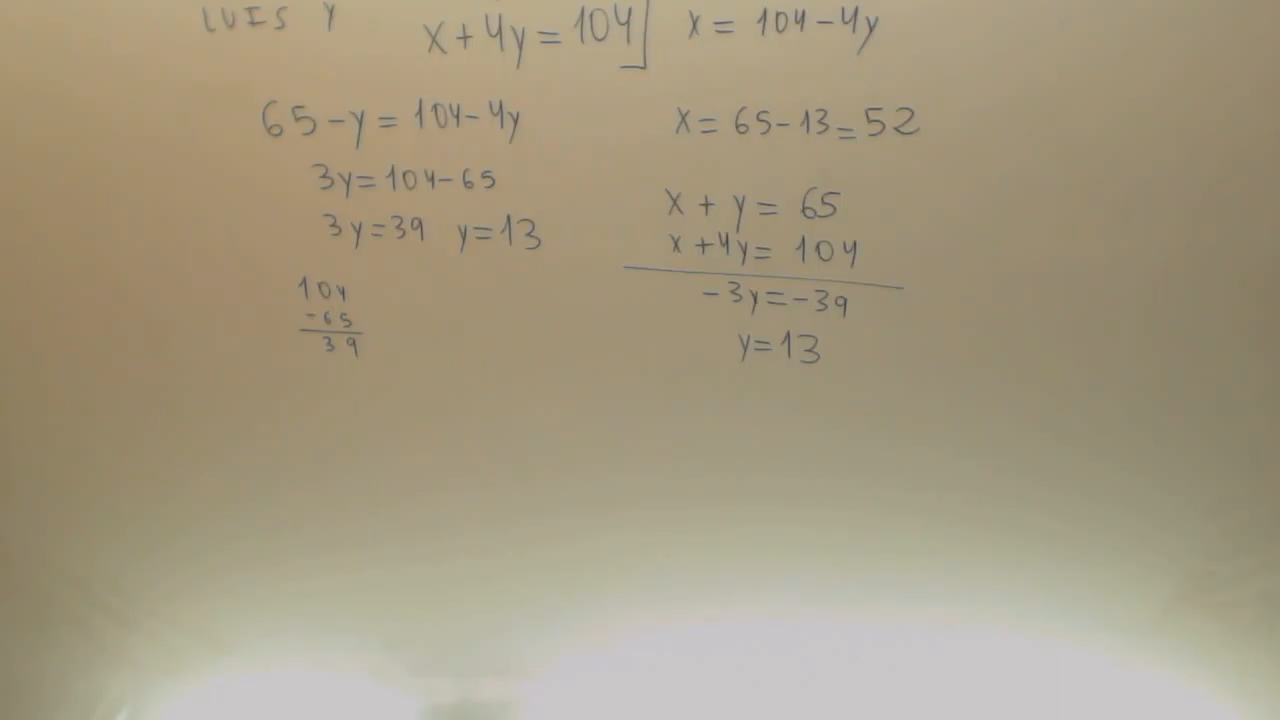 LUIS Y
x + 4y = 104 x = 104 - 4y
65 - y = 104 - 4y
3y = 104 - 65
3y = 39 y = 13
104
- 65
39
x = 65 - 13 = 52
x + y = 65
x + 4y = 104
-3y = -39
y = 13